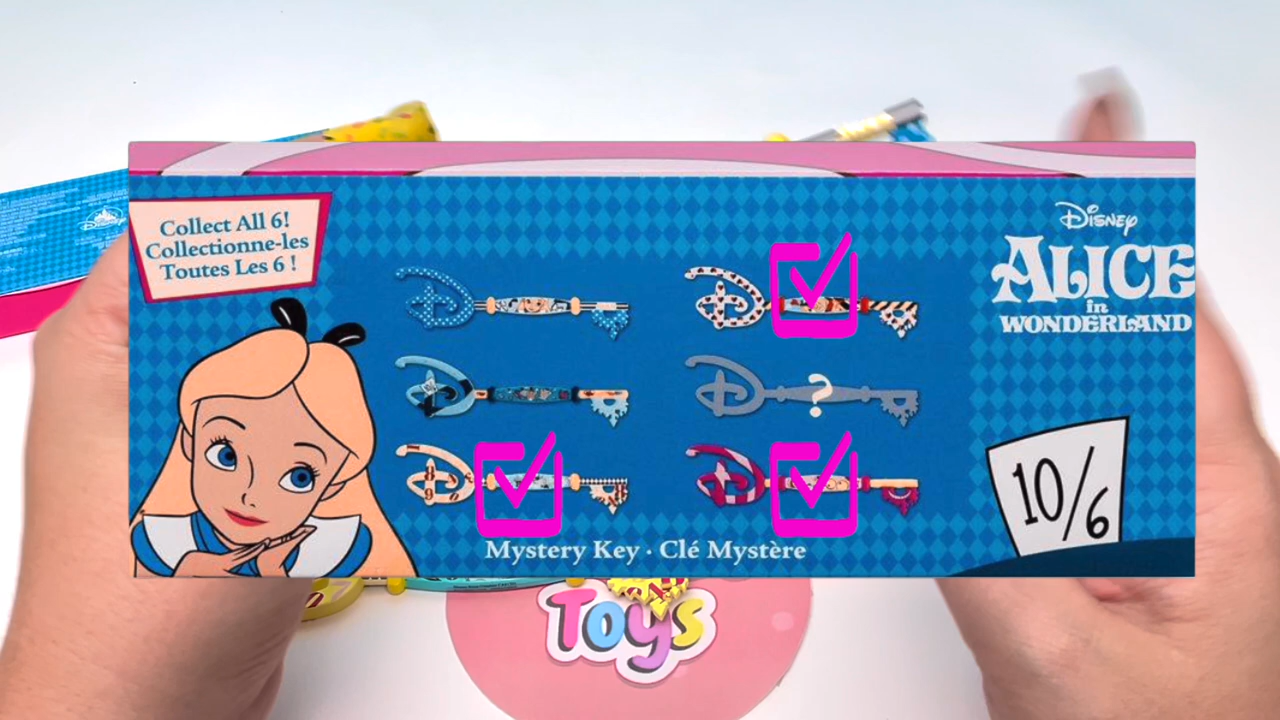 Collect All 6!
Collectionne-les
Toutes Les 6 !
Disney
ALICE
in
WONDERLAND
?
10/6
Mystery Key · Clé Mystère
Toys
Disney